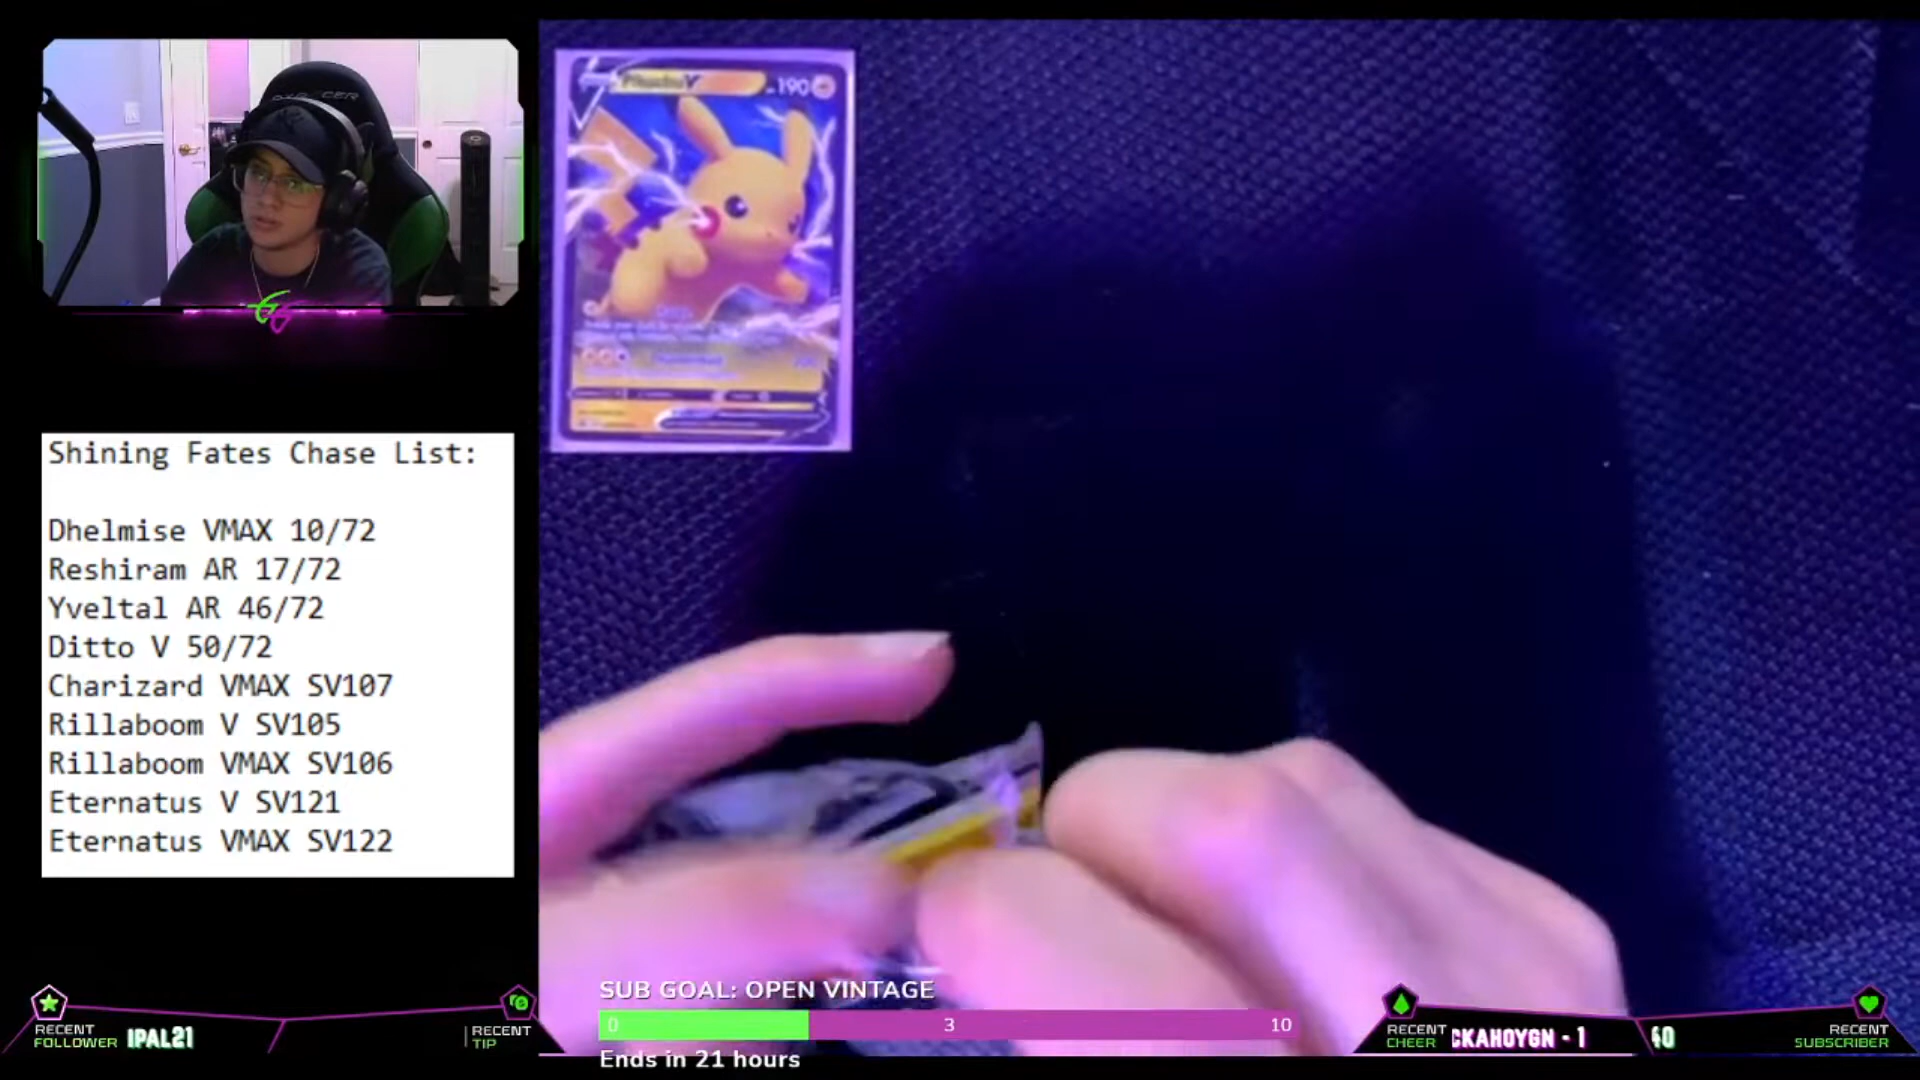 Pikachu V
190
Shining Fates Chase List:
Dhelmise VMAX 10/72
Reshiram AR 17/72
Yveltal AR 46/72
Ditto V 50/72
Charizard VMAX SV107
Rillaboom V SV105
Rillaboom VMAX SV106
Eternatus V SV121
Eternatus VMAX SV122
SUB GOAL: OPEN VINTAGE
0 3 10
Ends in 21 hours
RECENT
FOLLOWER
IPAL21
RECENT
TIP
RECENT
CHEER
CKAHOYGN - 1
RECENT
SUBSCRIBER